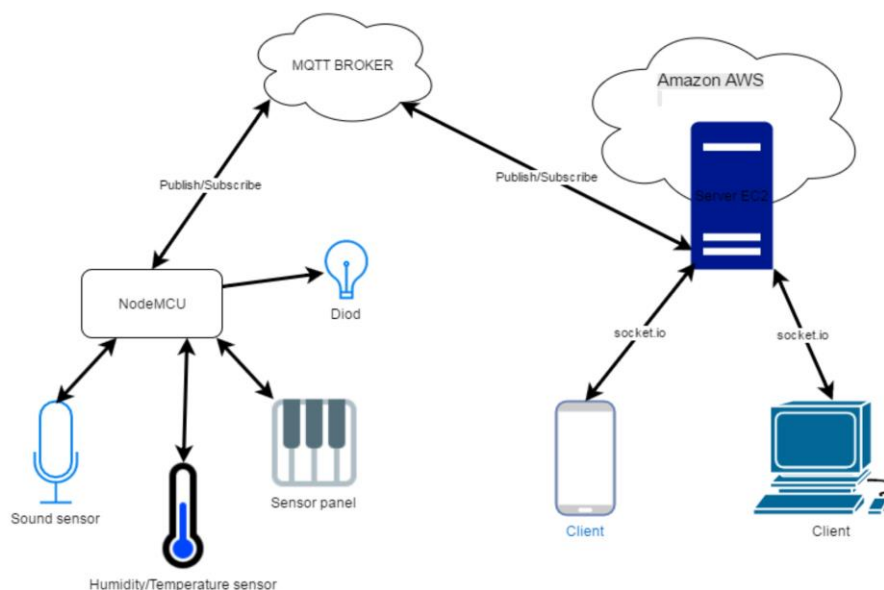 MQTT BROKER
Amazon AWS
Server EC2
Publish/Subscribe
Publish/Subscribe
NodeMCU
Diod
socket.io
socket.io
Sound sensor
Sensor panel
Humidity/Temperature sensor
Client
Client